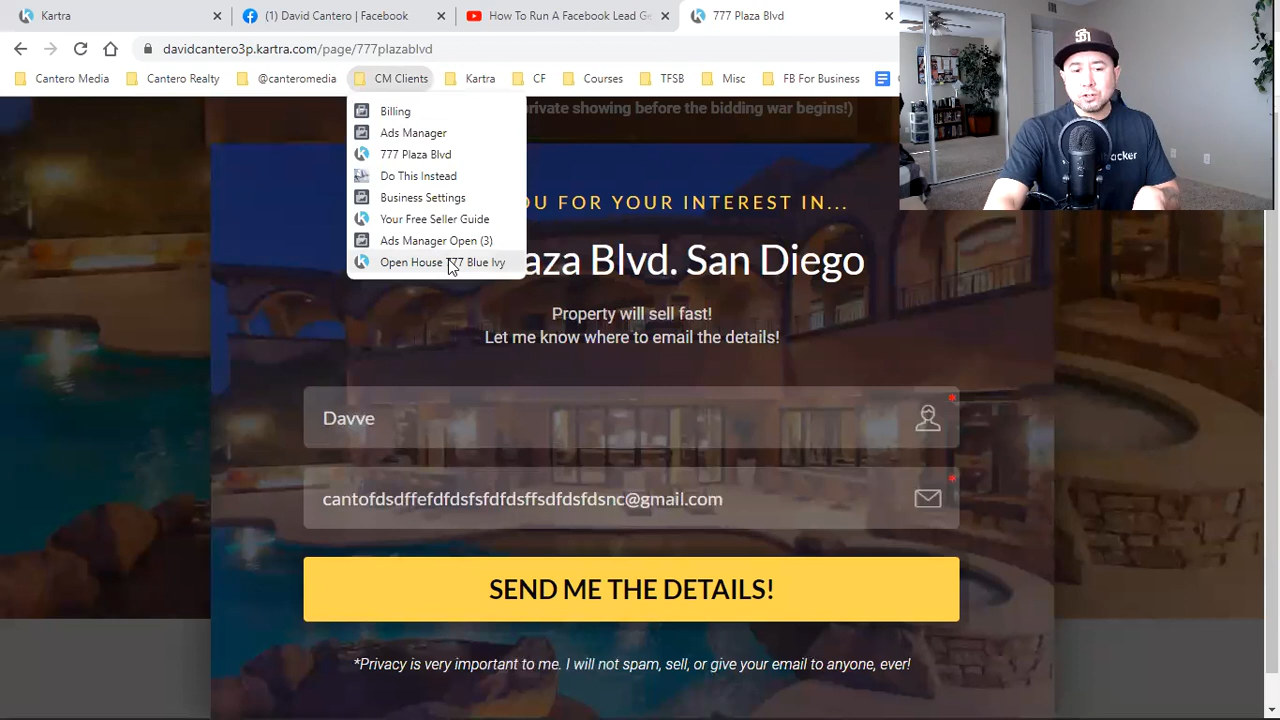 Kartra
(1) David Cantero | Facebook
How To Run A Facebook Lead Ge
777 Plaza Blvd
davidcantero3p.kartra.com/page/777plazablvd
Cantero Media
Cantero Realty
@canteromedia
Kartra
CF
Courses
TFSB
Misc
FB For Business
Billing
Ads Manager
777 Plaza Blvd
Do This Instead
Business Settings
Your Free Seller Guide
Ads Manager Open (3)
Open House 777 Blue Ivy
private showing before the bidding war begins!)
U FOR YOUR INTEREST IN...
aza Blvd. San Diego
Property will sell fast!
Let me know where to email the details!
Davve
cantofdsdffefdfdsfsfdfdsffsdfdsfdsnc@gmail.com
SEND ME THE DETAILS!
*Privacy is very important to me. I will not spam, sell, or give your email to anyone, ever!